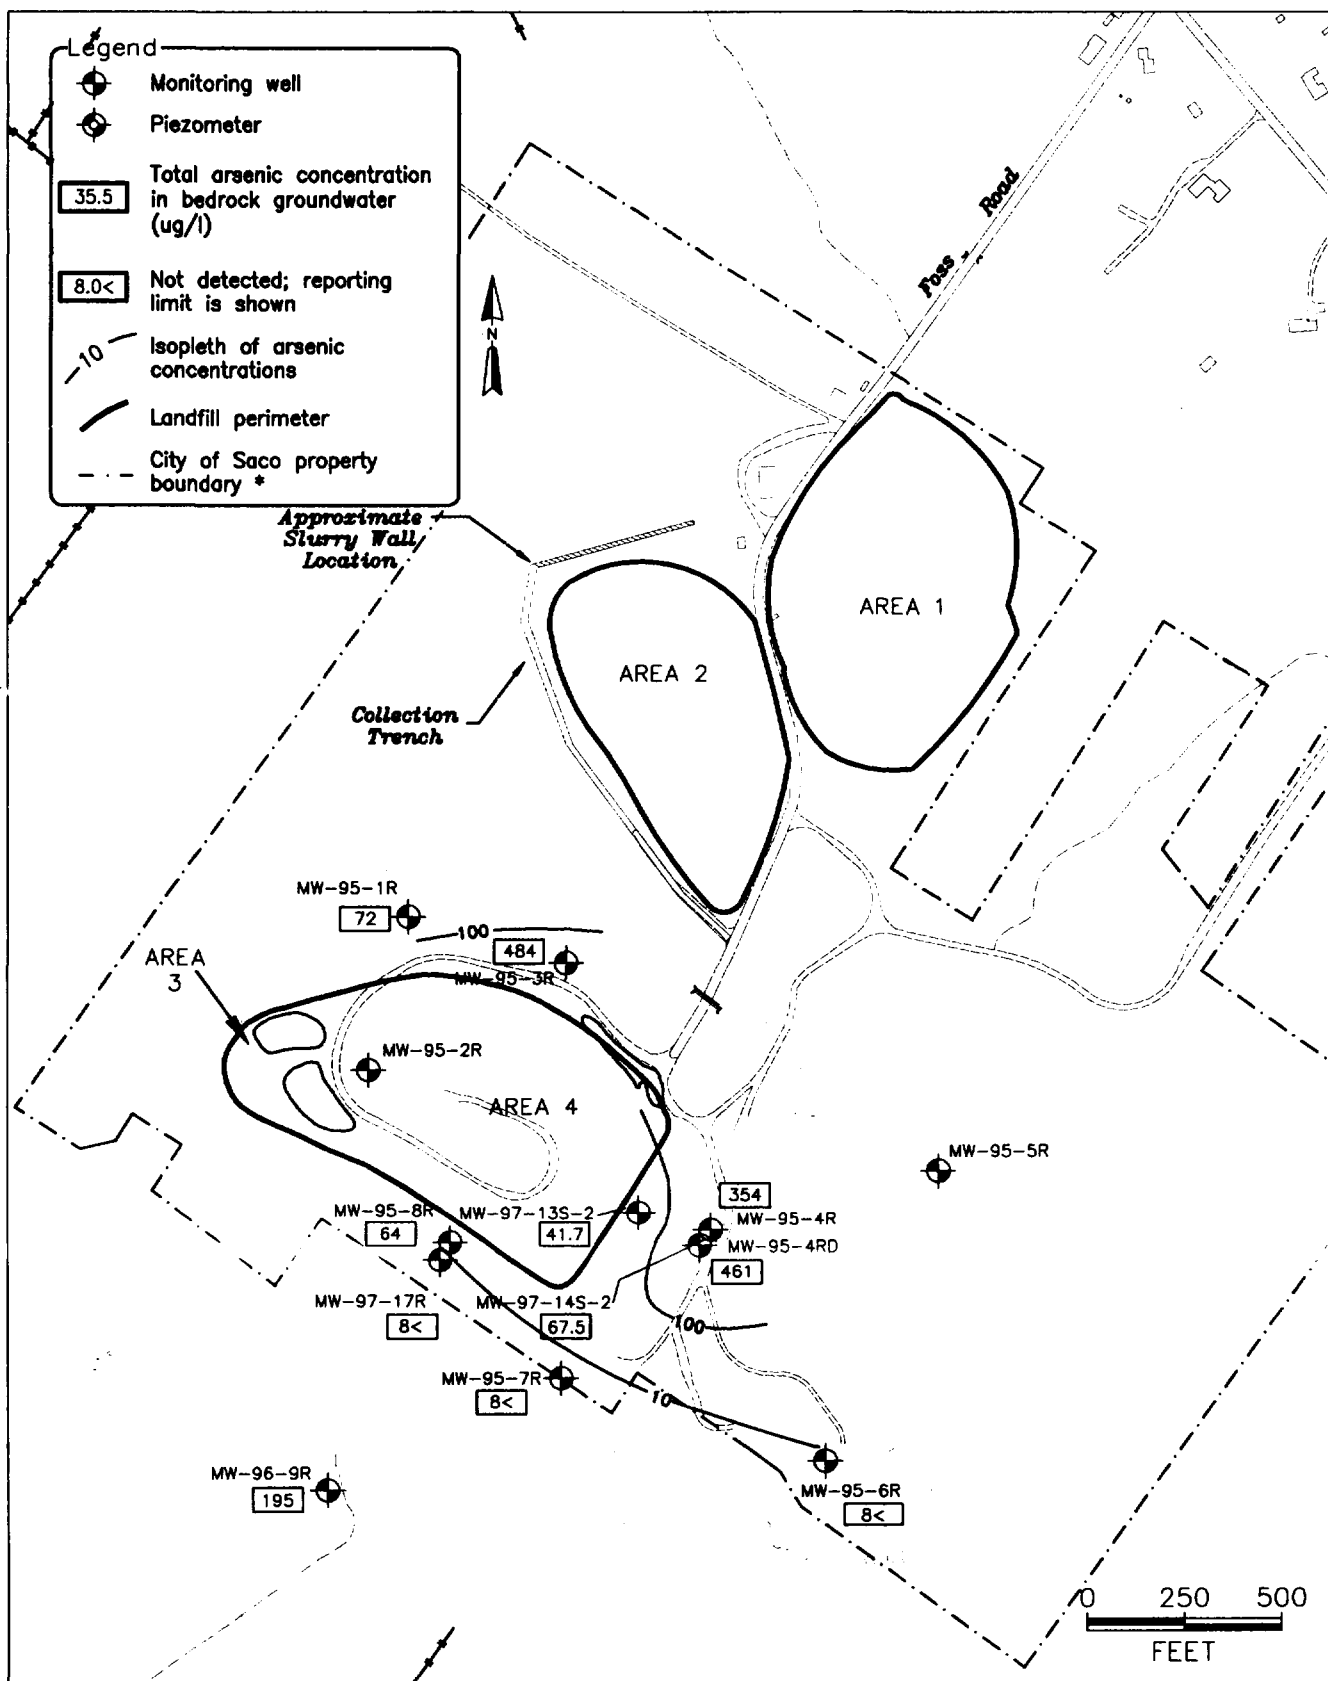 Legend
Monitoring well
Piezometer
35.5
Total arsenic concentration
in bedrock groundwater
(ug/l)
8.0<
Not detected; reporting
limit is shown
10
Isopleth of arsenic
concentrations
Landfill perimeter
City of Saco property
boundary *
N
Foss Road
Approximate
Slurry Wall
Location
AREA 1
AREA 2
Collection
Trench
MW-95-1R
72
100
484
MW-95-3R
AREA
3
MW-95-2R
AREA 4
MW-95-5R
354
MW-95-8R
64
MW-97-13S-2
41.7
MW-95-4R
MW-95-4RD
461
MW-97-17R
8<
MW-97-14S-2
67.5
100
MW-95-7R
8<
10
MW-96-9R
195
MW-95-6R
8<
0 250 500
FEET